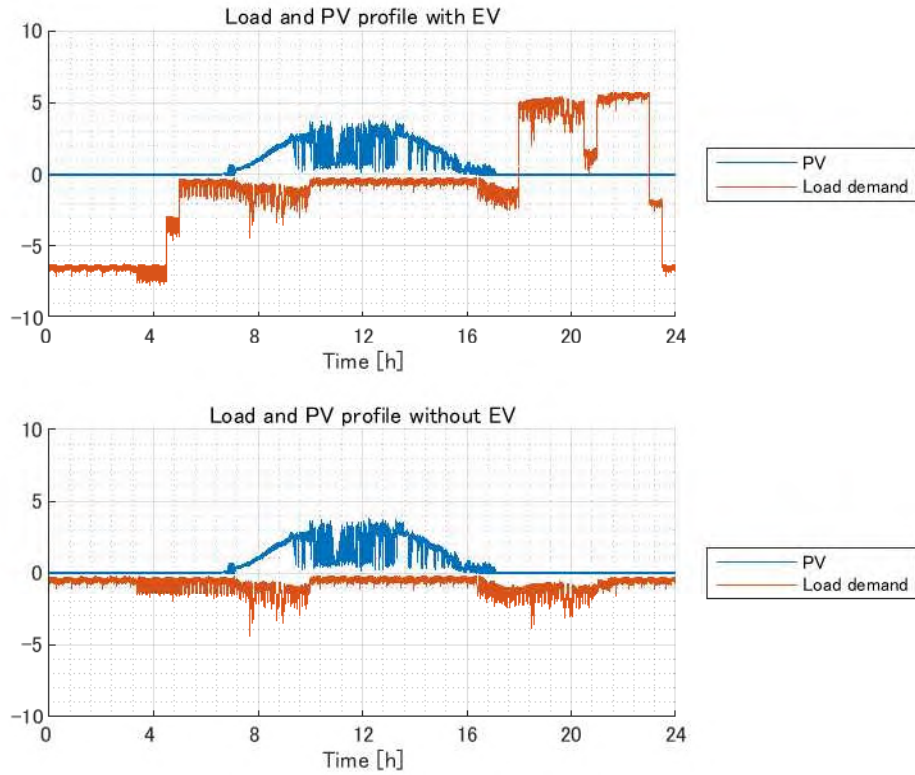 Load and PV profile with EV
10
5
0
−5
−10
0 4 8 12 16 20 24
Time [h]
PV
Load demand
Load and PV profile without EV
10
5
0
−5
−10
0 4 8 12 16 20 24
Time [h]
PV
Load demand